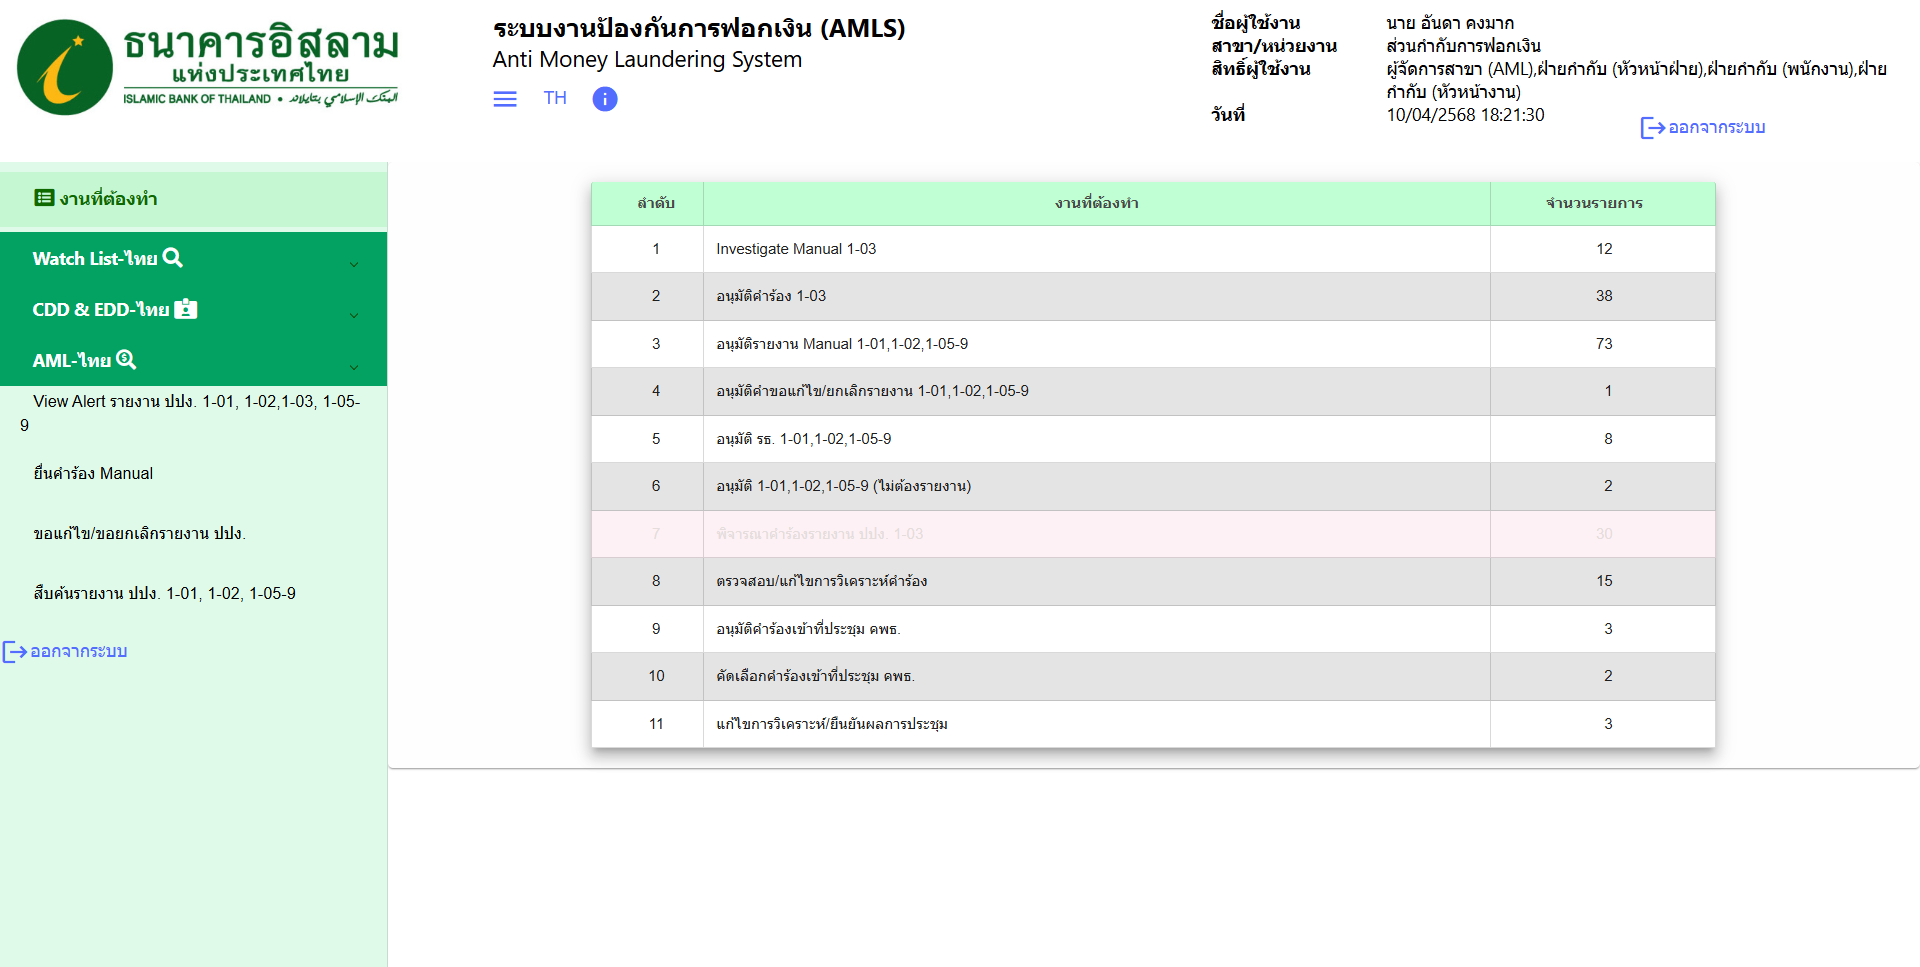 ธนาคารอิสลาม
แห่งประเทศไทย
ISLAMIC BANK OF THAILAND • البنك الإسلامي بتايلاند
ระบบงานป้องกันการฟอกเงิน (AMLS)
Anti Money Laundering System
TH
ชื่อผู้ใช้งาน นาย อันดา คงมาก
สาขา/หน่วยงาน ส่วนกำกับการฟอกเงิน
สิทธิ์ผู้ใช้งาน ผู้จัดการสาขา (AML),ฝ่ายกำกับ (หัวหน้าฝ่าย),ฝ่ายกำกับ (พนักงาน),ฝ่าย
กำกับ (หัวหน้างาน)
วันที่ 10/04/2568 18:21:30
ออกจากระบบ
งานที่ต้องทำ
Watch List-ไทย
CDD & EDD-ไทย
AML-ไทย
View Alert รายงาน ปปง. 1-01, 1-02,1-03, 1-05-
9
ยื่นคำร้อง Manual
ขอแก้ไข/ขอยกเลิกรายงาน ปปง.
สืบค้นรายงาน ปปง. 1-01, 1-02, 1-05-9
ออกจากระบบ
ลำดับ งานที่ต้องทำ จำนวนรายการ
1 Investigate Manual 1-03 12
2 อนุมัติคำร้อง 1-03 38
3 อนุมัติรายงาน Manual 1-01,1-02,1-05-9 73
4 อนุมัติคำขอแก้ไข/ยกเลิกรายงาน 1-01,1-02,1-05-9 1
5 อนุมัติ รธ. 1-01,1-02,1-05-9 8
6 อนุมัติ 1-01,1-02,1-05-9 (ไม่ต้องรายงาน) 2
7 พิจารณาคำร้องรายงาน ปปง. 1-03 30
8 ตรวจสอบ/แก้ไขการวิเคราะห์คำร้อง 15
9 อนุมัติคำร้องเข้าที่ประชุม คพธ. 3
10 คัดเลือกคำร้องเข้าที่ประชุม คพธ. 2
11 แก้ไขการวิเคราะห์/ยืนยันผลการประชุม 3